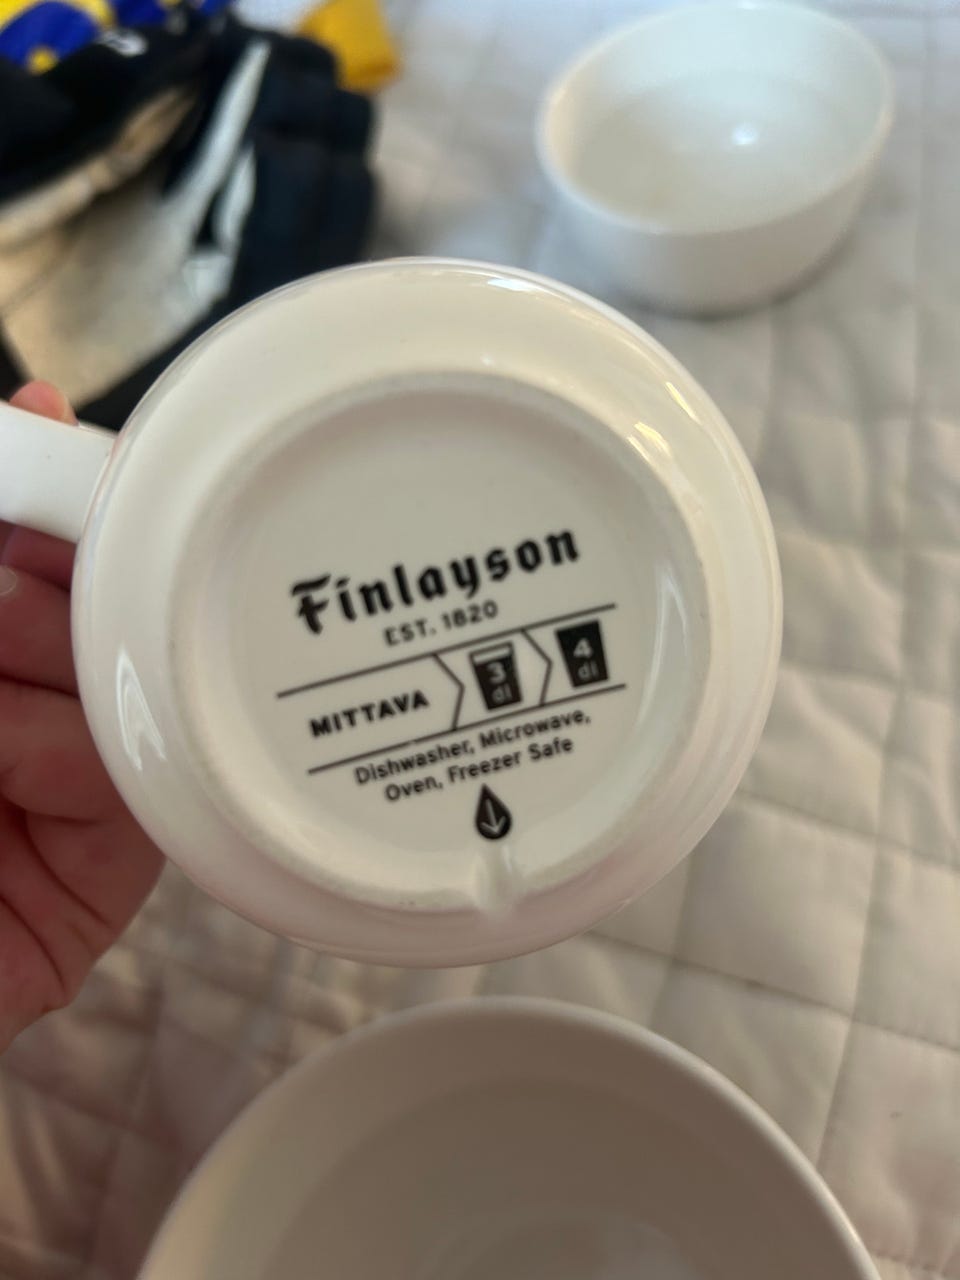 Finlayson
EST. 1820
MITTAVA 3 dl 4 dl
Dishwasher, Microwave,
Oven, Freezer Safe